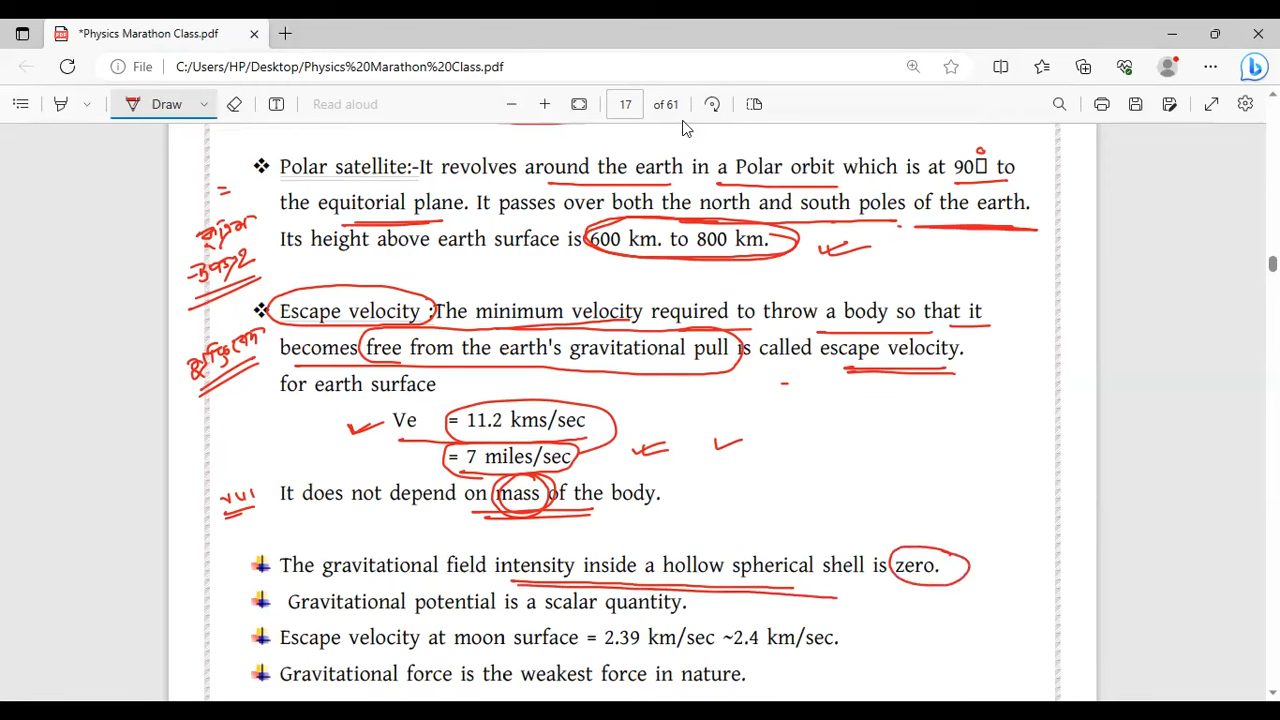 *Physics Marathon Class.pdf
File C:/Users/HP/Desktop/Physics%20Marathon%20Class.pdf
Draw Read aloud 17 of 61
Polar satellite:-It revolves around the earth in a Polar orbit which is at 90 to
the equitorial plane. It passes over both the north and south poles of the earth.
Its height above earth surface is 600 km. to 800 km.
Escape velocity :The minimum velocity required to throw a body so that it
becomes free from the earth's gravitational pull is called escape velocity.
for earth surface
Ve = 11.2 kms/sec
= 7 miles/sec
It does not depend on mass of the body.
The gravitational field intensity inside a hollow spherical shell is zero.
Gravitational potential is a scalar quantity.
Escape velocity at moon surface = 2.39 km/sec ~2.4 km/sec.
Gravitational force is the weakest force in nature.